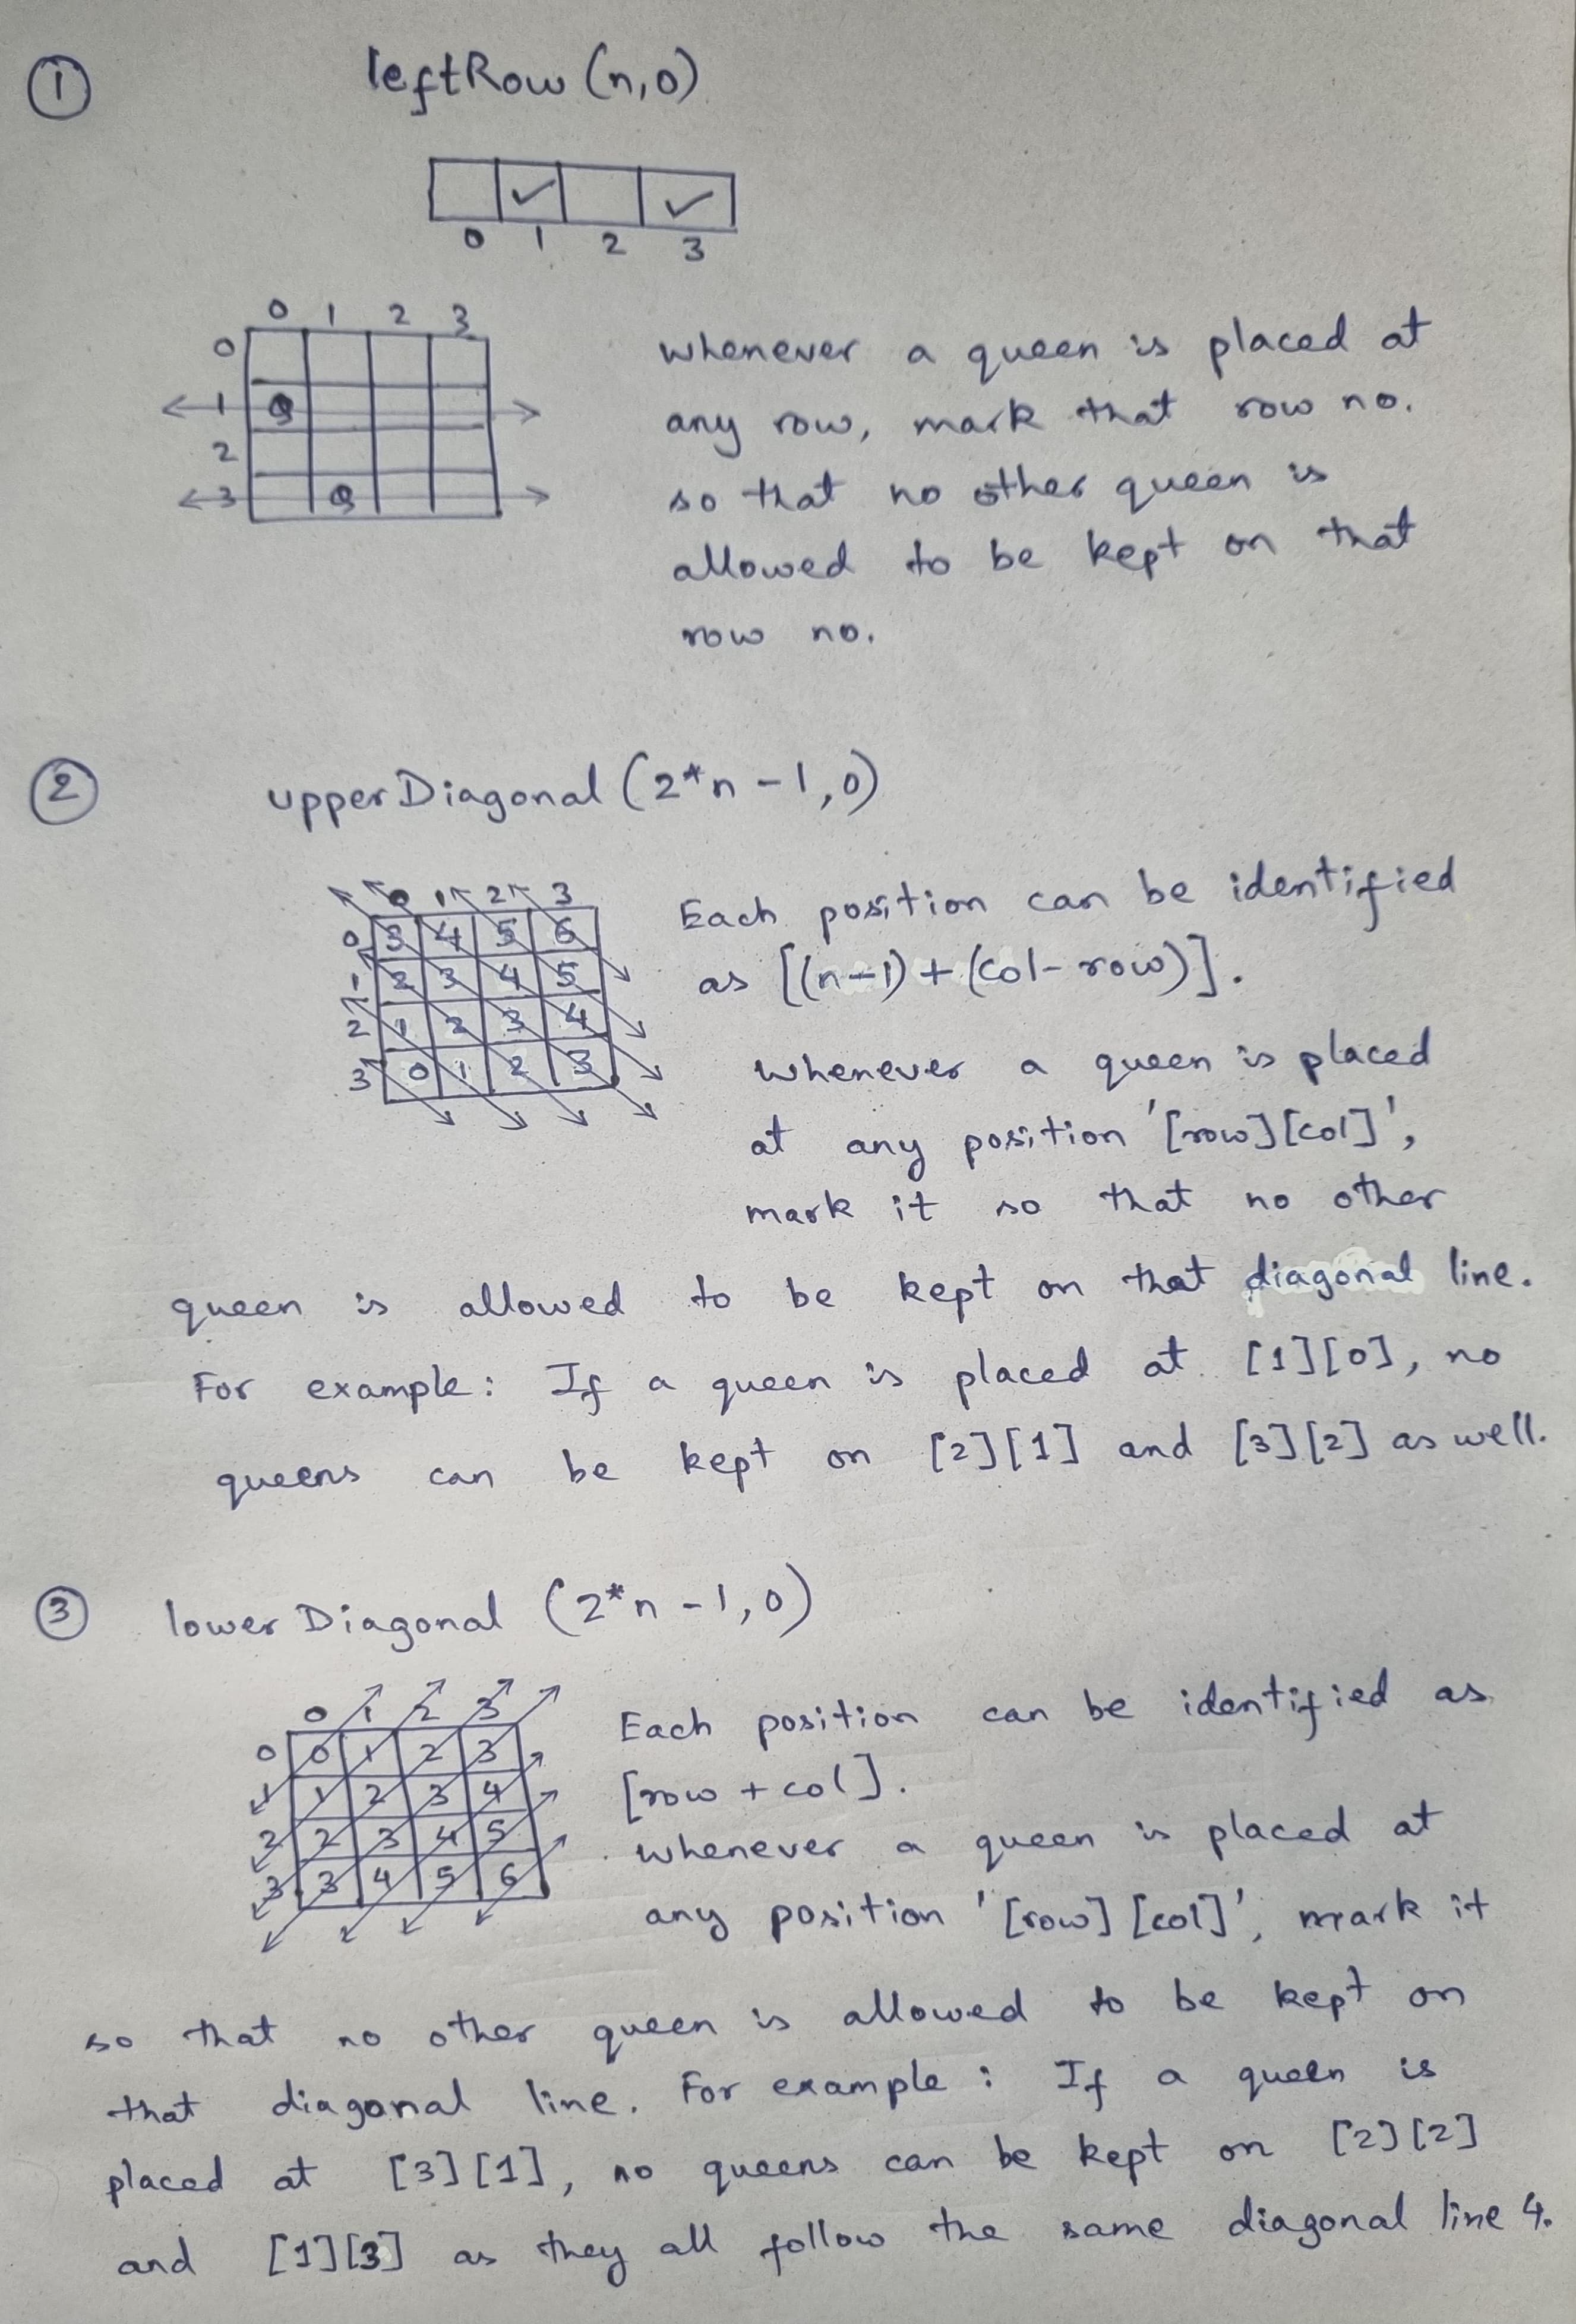 1
leftRow (n,0)
✓ ✓
0 1 2 3
0 1 2 3
0
1 Q
2
3 Q
whenever a queen is placed at
any row, mark that row no.
so that no other queen is
allowed to be kept on that
row no.
2
upperDiagonal (2*n - 1, 0)
0 1 2 3
0 3 4 5 6
1 2 3 4 5
2 1 2 3 4
3 0 1 2 3
Each position can be identified
as [(n-1) + (col- row)].
whenever a queen is placed
at any position '[row][col]',
mark it so that no other
queen is allowed to be kept on that diagonal line.
For example: If a queen is placed at [1][0], no
queens can be kept on [2][1] and [3][2] as well.
3
lower Diagonal (2*n - 1, 0)
0 1 2 3
0 0 1 2 3
1 1 2 3 4
2 2 3 4 5
3 3 4 5 6
Each position can be identified as
[row + col].
whenever a queen is placed at
any position '[row] [col]', mark it
so that no other queen is allowed to be kept on
that diagonal line. For example: If a queen is
placed at [3][1], no queens can be kept on [2][2]
and [1][3] as they all follow the same diagonal line 4.